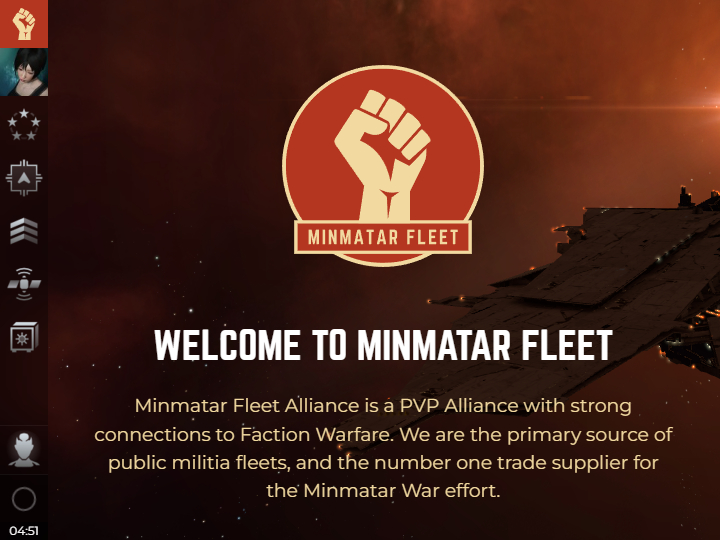 MINMATAR FLEET
WELCOME TO MINMATAR FLEET
Minmatar Fleet Alliance is a PVP Alliance with strong
connections to Faction Warfare. We are the primary source of
public militia fleets, and the number one trade supplier for
the Minmatar War effort.
04:51